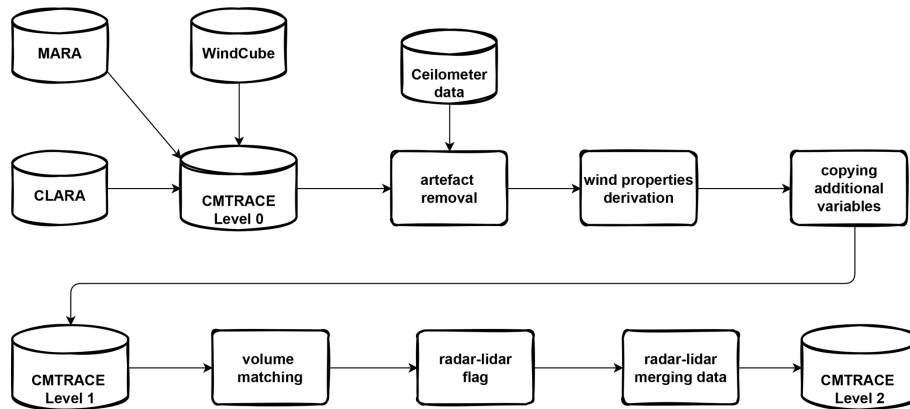 MARA
WindCube
Ceilometer
data
CLARA
CMTRACE
Level 0
artefact
removal
wind properties
derivation
copying
additional
variables
CMTRACE
Level 1
volume
matching
radar-lidar
flag
radar-lidar
merging data
CMTRACE
Level 2